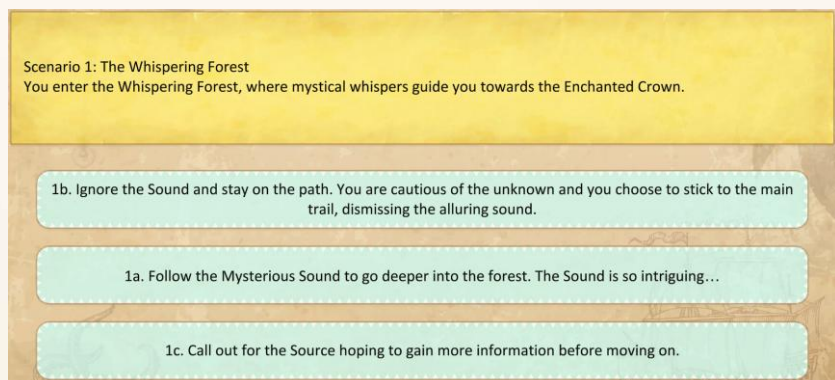 Scenario 1: The Whispering Forest
You enter the Whispering Forest, where mystical whispers guide you towards the Enchanted Crown.
1b. Ignore the Sound and stay on the path. You are cautious of the unknown and you choose to stick to the main
trail, dismissing the alluring sound.
1a. Follow the Mysterious Sound to go deeper into the forest. The Sound is so intriguing…
1c. Call out for the Source hoping to gain more information before moving on.